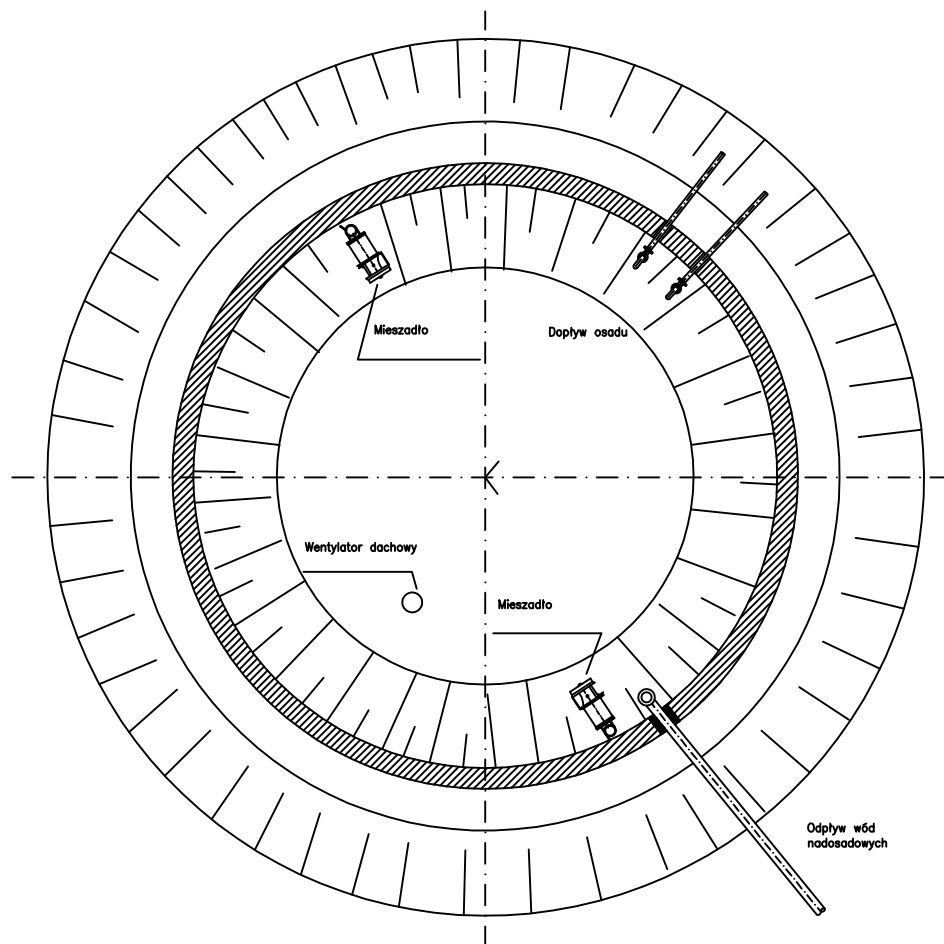 Mieszadło
Dopływ osadu
Wentylator dachowy
Mieszadło
Odpływ wód
nadosadowych